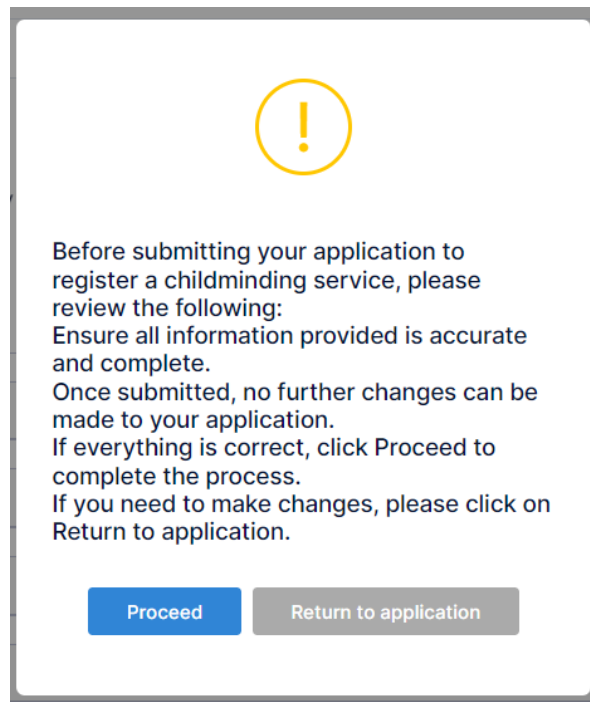 Before submitting your application to
register a childminding service, please
review the following:
Ensure all information provided is accurate
and complete.
Once submitted, no further changes can be
made to your application.
If everything is correct, click Proceed to
complete the process.
If you need to make changes, please click on
Return to application.
Proceed
Return to application